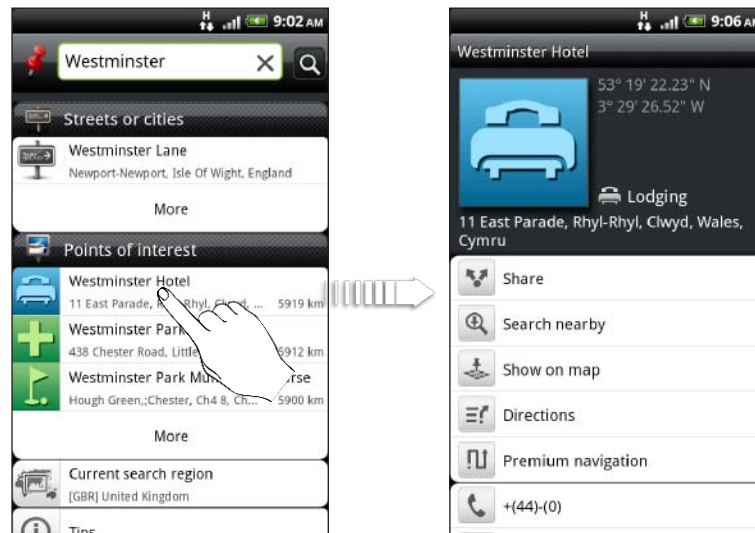 H
9:02 AM
Westminster
Streets or cities
Westminster Lane
Newport-Newport, Isle Of Wight, England
More
Points of interest
Westminster Hotel
11 East Parade, Rhyl, ... 5919 km
Westminster Park
438 Chester Road, Little 5912 km
Westminster Park
Hough Green,;Chester, Ch4 8, Ch... 5900 km
More
Current search region
[GBR] United Kingdom
Tips
H
9:06 AM
Westminster Hotel
53° 19' 22.23" N
3° 29' 26.52" W
Lodging
11 East Parade, Rhyl-Rhyl, Clwyd, Wales,
Cymru
Share
Search nearby
Show on map
Directions
Premium navigation
+(44)-(0)